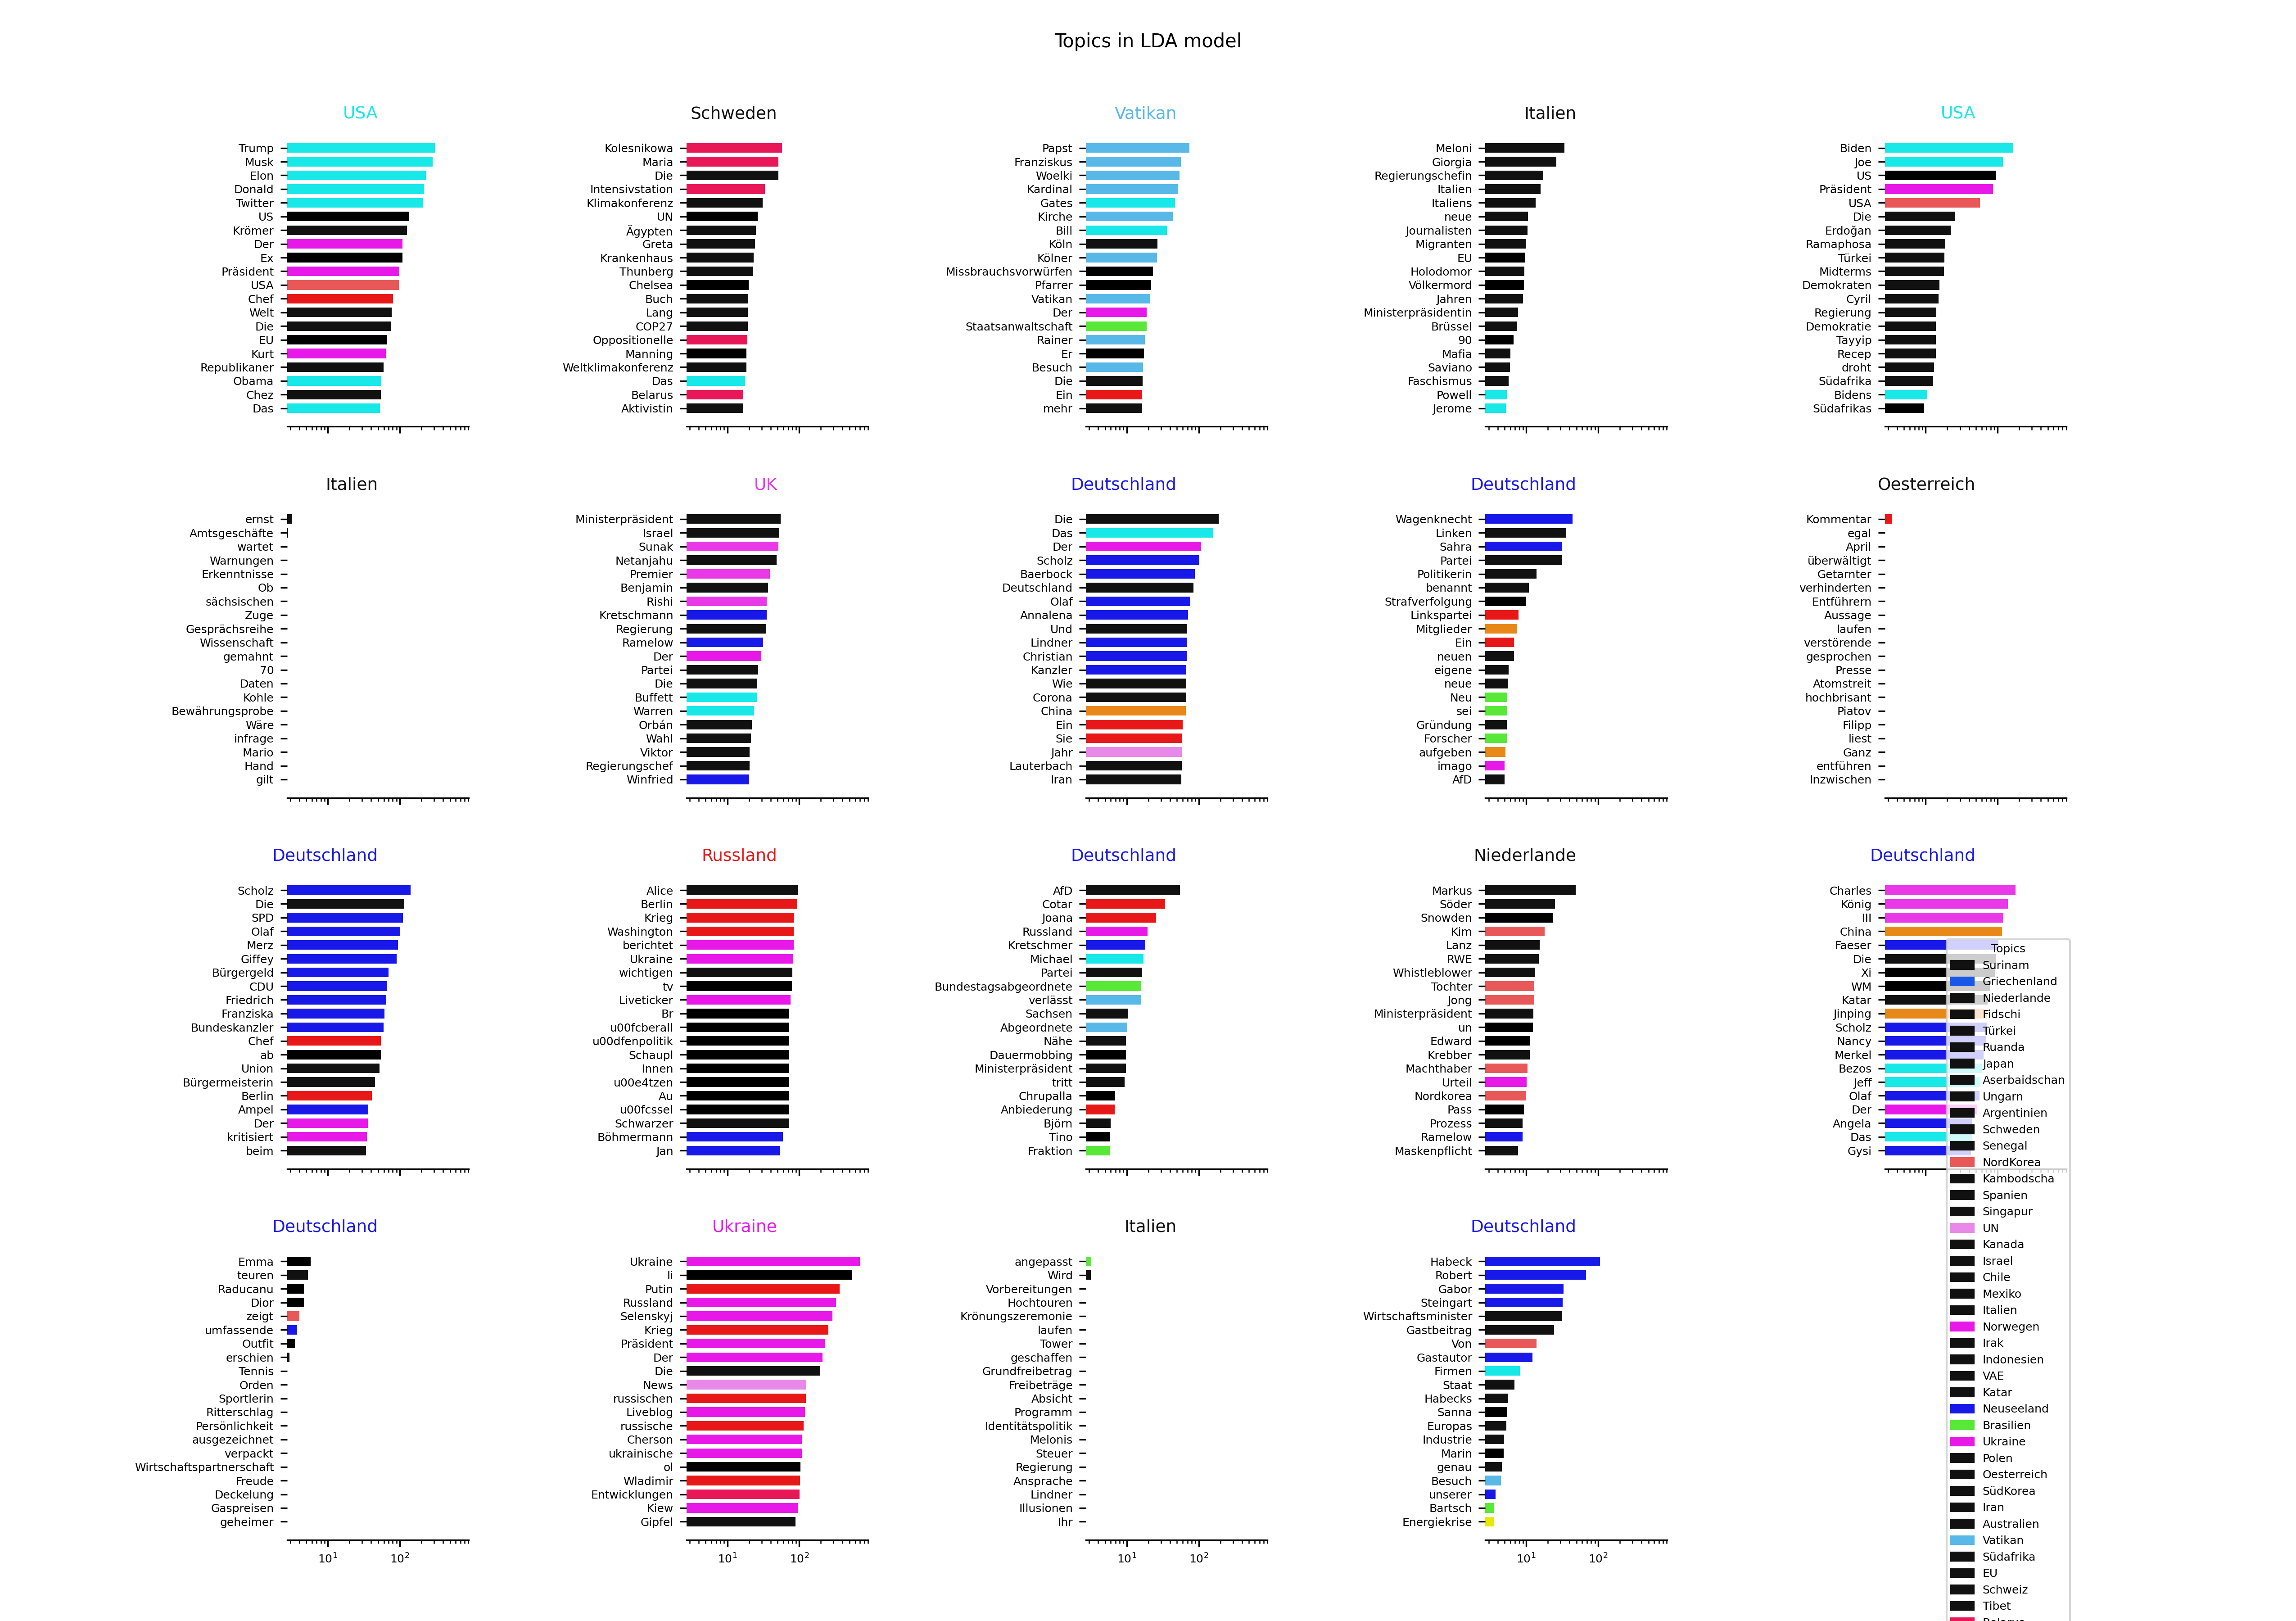 Topics in LDA model
USA
Trump
Musk
Elon
Donald
Twitter
US
Krömer
Der
Ex
Präsident
USA
Chef
Welt
Die
EU
Kurt
Republikaner
Obama
Chez
Das
Schweden
Kolesnikowa
Maria
Die
Intensivstation
Klimakonferenz
UN
Ägypten
Greta
Krankenhaus
Thunberg
Chelsea
Buch
Lang
COP27
Oppositionelle
Manning
Weltklimakonferenz
Das
Belarus
Aktivistin
Vatikan
Papst
Franziskus
Woelki
Kardinal
Gates
Kirche
Bill
Köln
Kölner
Missbrauchsvorwürfen
Pfarrer
Vatikan
Der
Staatsanwaltschaft
Rainer
Er
Besuch
Die
Ein
mehr
Italien
Meloni
Giorgia
Regierungschefin
Italien
Italiens
neue
Journalisten
Migranten
EU
Holodomor
Völkermord
Jahren
Ministerpräsidentin
Brüssel
90
Mafia
Saviano
Faschismus
Powell
Jerome
USA
Biden
Joe
US
Präsident
USA
Die
Erdoğan
Ramaphosa
Türkei
Midterms
Demokraten
Cyril
Regierung
Demokratie
Tayyip
Recep
droht
Südafrika
Bidens
Südafrikas
Italien
ernst
Amtsgeschäfte
wartet
Warnungen
Erkenntnisse
Ob
sächsischen
Zuge
Gesprächsreihe
Wissenschaft
gemahnt
70
Daten
Kohle
Bewährungsprobe
Wäre
infrage
Mario
Hand
gilt
UK
Ministerpräsident
Israel
Sunak
Netanjahu
Premier
Benjamin
Rishi
Kretschmann
Regierung
Ramelow
Der
Partei
Die
Buffett
Warren
Orbán
Wahl
Viktor
Regierungschef
Winfried
Deutschland
Die
Das
Der
Scholz
Baerbock
Deutschland
Olaf
Annalena
Und
Lindner
Christian
Kanzler
Wie
Corona
China
Ein
Sie
Jahr
Lauterbach
Iran
Deutschland
Wagenknecht
Linken
Sahra
Partei
Politikerin
benannt
Strafverfolgung
Linkspartei
Mitglieder
Ein
neuen
eigene
neue
Neu
sei
Gründung
Forscher
aufgeben
imago
AfD
Oesterreich
Kommentar
egal
April
überwältigt
Getarnter
verhinderten
Entführern
Aussage
laufen
verstörende
gesprochen
Presse
Atomstreit
hochbrisant
Piatov
Filipp
liest
Ganz
entführen
Inzwischen
Deutschland
Scholz
Die
SPD
Olaf
Merz
Giffey
Bürgergeld
CDU
Friedrich
Franziska
Bundeskanzler
Chef
ab
Union
Bürgermeisterin
Berlin
Ampel
Der
kritisiert
beim
Russland
Alice
Berlin
Krieg
Washington
berichtet
Ukraine
wichtigen
tv
Liveticker
Br
u00fcberall
u00dfenpolitik
Schaupl
Innen
u00e4tzen
Au
u00fcssel
Schwarzer
Böhmermann
Jan
Deutschland
AfD
Cotar
Joana
Russland
Kretschmer
Michael
Partei
Bundestagsabgeordnete
verlässt
Sachsen
Abgeordnete
Nähe
Dauermobbing
Ministerpräsident
tritt
Chrupalla
Anbiederung
Björn
Tino
Fraktion
Niederlande
Markus
Söder
Snowden
Kim
Lanz
RWE
Whistleblower
Tochter
Jong
Ministerpräsident
un
Edward
Krebber
Machthaber
Urteil
Nordkorea
Pass
Prozess
Ramelow
Maskenpflicht
Deutschland
Charles
König
III
China
Faeser
Die
Xi
WM
Katar
Jinping
Scholz
Nancy
Merkel
Bezos
Jeff
Olaf
Der
Angela
Das
Gysi
Deutschland
Emma
teuren
Raducanu
Dior
zeigt
umfassende
Outfit
erschien
Tennis
Orden
Sportlerin
Ritterschlag
Persönlichkeit
ausgezeichnet
verpackt
Wirtschaftspartnerschaft
Freude
Deckelung
Gaspreisen
geheimer
10¹ 10²
Ukraine
Ukraine
li
Putin
Russland
Selenskyj
Krieg
Präsident
Der
Die
News
russischen
Liveblog
russische
Cherson
ukrainische
ol
Wladimir
Entwicklungen
Kiew
Gipfel
10¹ 10²
Italien
angepasst
Wird
Vorbereitungen
Hochtouren
Krönungszeremonie
laufen
Tower
geschaffen
Grundfreibetrag
Freibeträge
Absicht
Programm
Identitätspolitik
Melonis
Steuer
Regierung
Ansprache
Lindner
Illusionen
Ihr
10¹ 10²
Deutschland
Habeck
Robert
Gabor
Steingart
Wirtschaftsminister
Gastbeitrag
Von
Gastautor
Firmen
Staat
Habecks
Sanna
Europas
Industrie
Marin
genau
Besuch
unserer
Bartsch
Energiekrise
10¹ 10²
Topics
Surinam
Griechenland
Niederlande
Fidschi
Türkei
Ruanda
Japan
Aserbaidschan
Ungarn
Argentinien
Schweden
Senegal
NordKorea
Kambodscha
Spanien
Singapur
UN
Kanada
Israel
Chile
Mexiko
Italien
Norwegen
Irak
Indonesien
VAE
Katar
Neuseeland
Brasilien
Ukraine
Polen
Oesterreich
SüdKorea
Iran
Australien
Vatikan
Südafrika
EU
Schweiz
Tibet